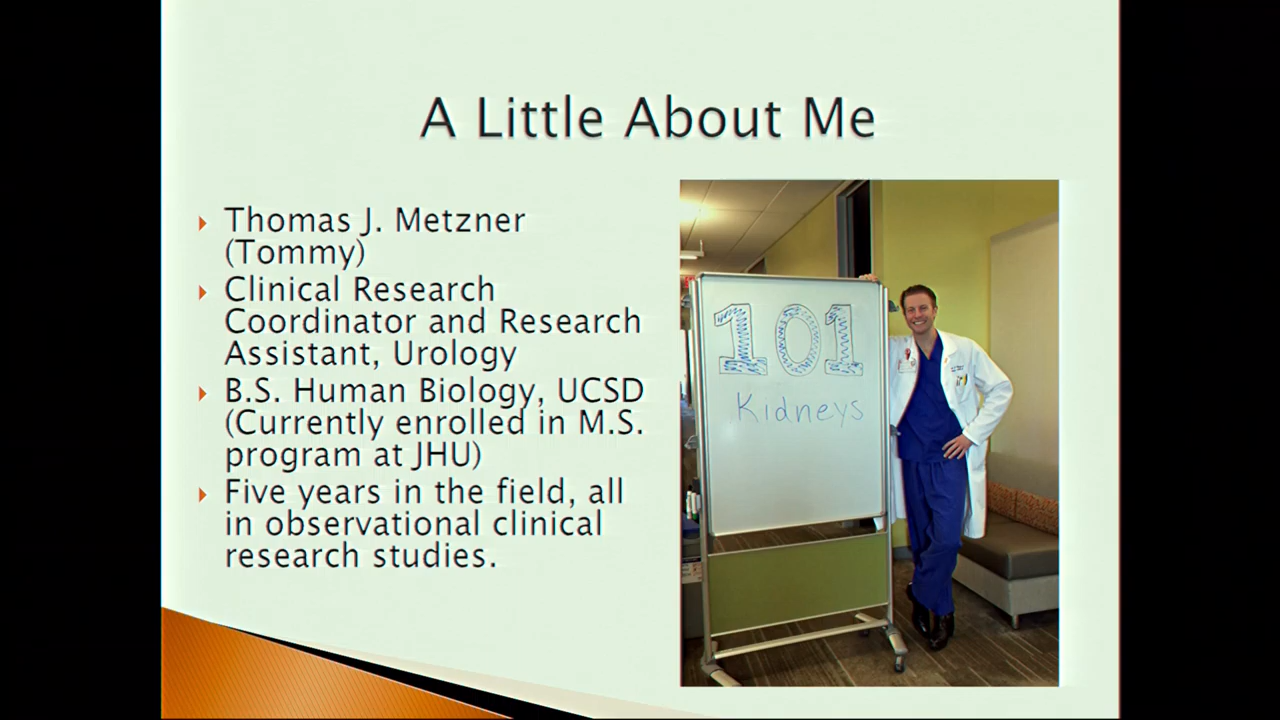 A Little About Me
Thomas J. Metzner
(Tommy)
Clinical Research
Coordinator and Research
Assistant, Urology
B.S. Human Biology, UCSD
(Currently enrolled in M.S.
program at JHU)
Five years in the field, all
in observational clinical
research studies.
101
Kidneys